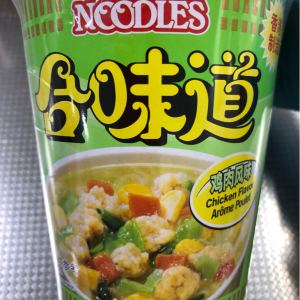 NOODLES
合味道
鸡肉风味
Chicken Flavour
Arôme Poulet